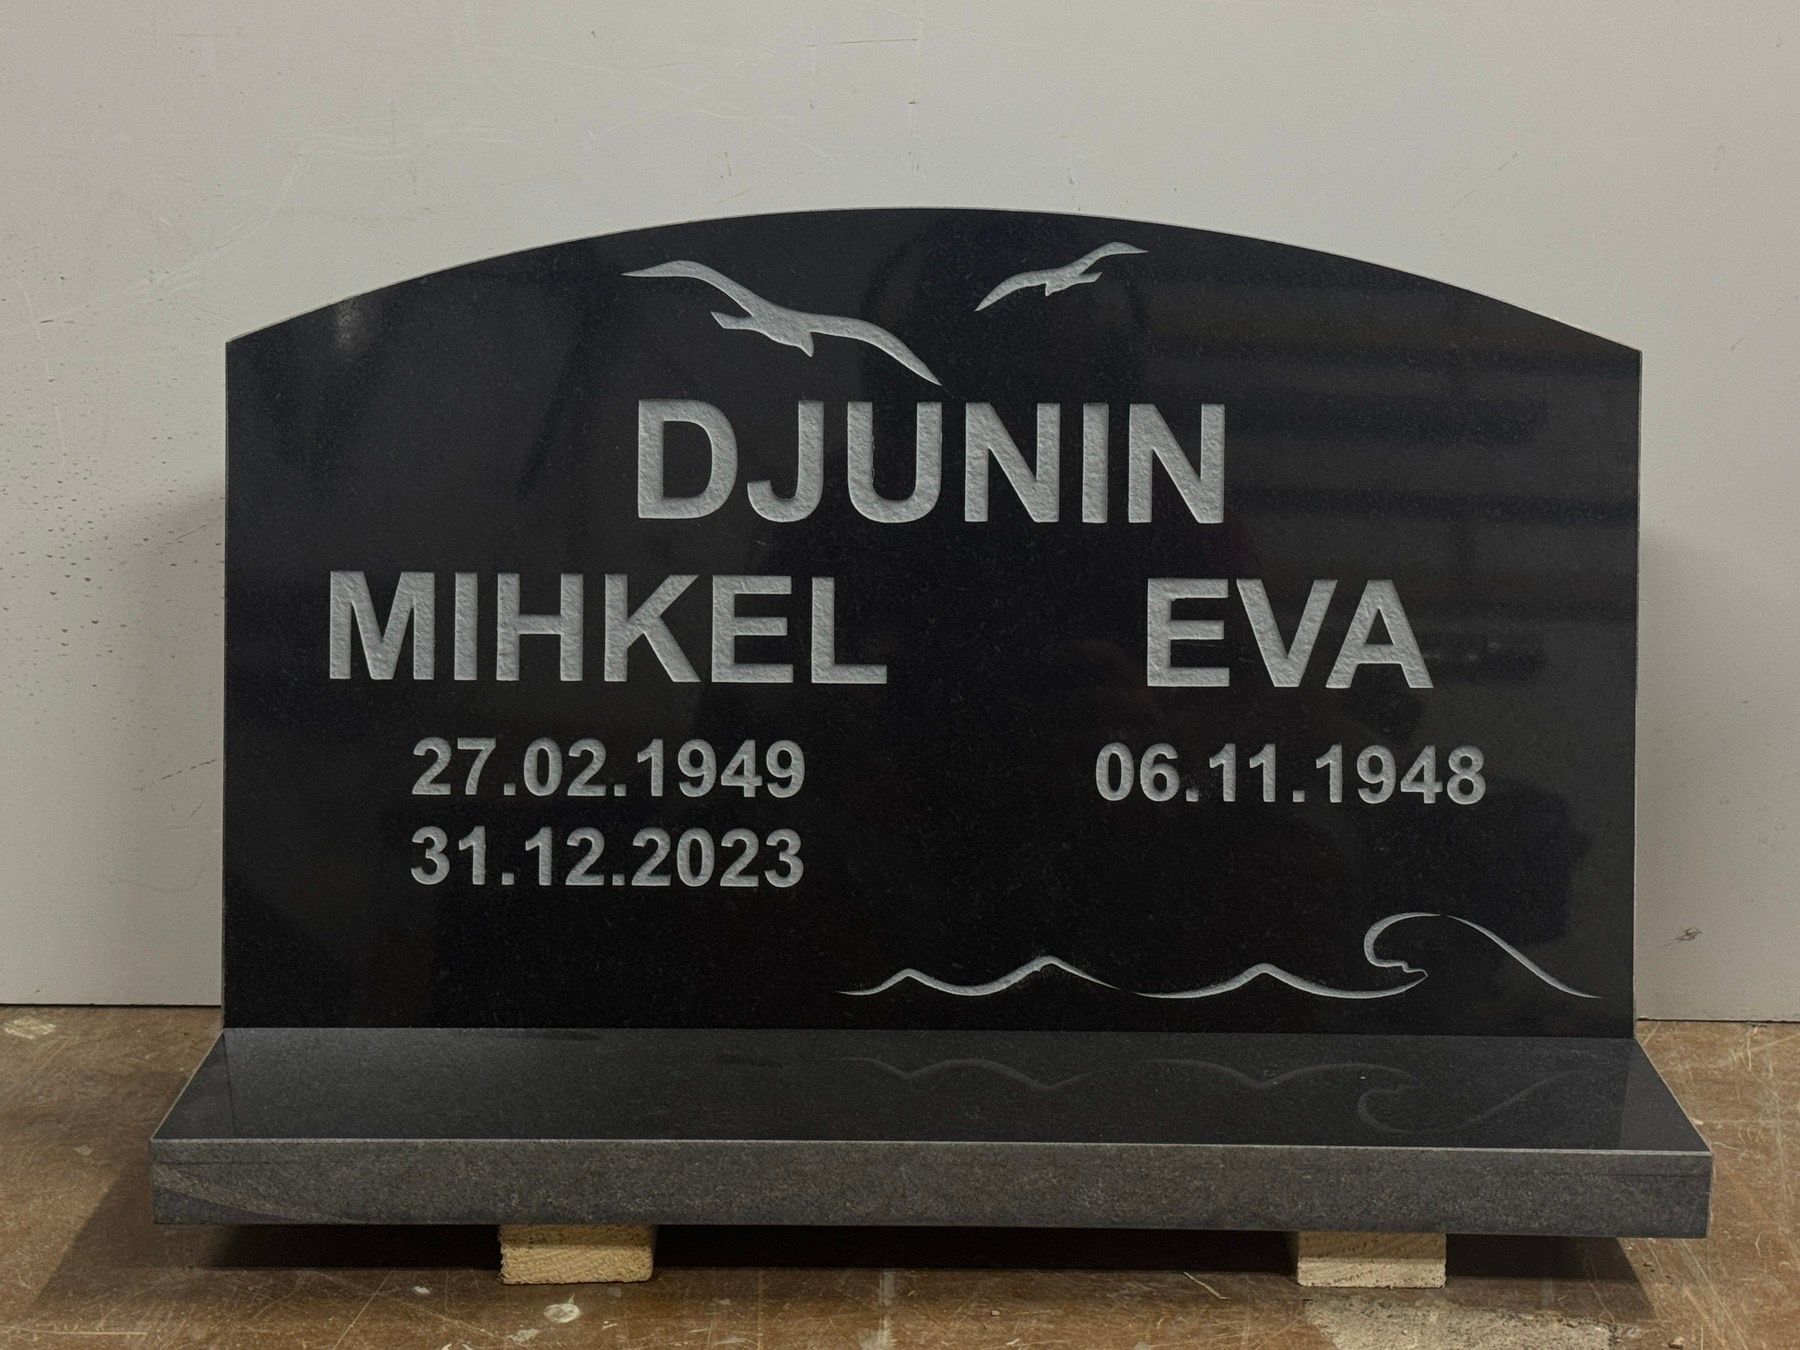 DJUNIN
MIHKEL EVA
27.02.1949 06.11.1948
31.12.2023